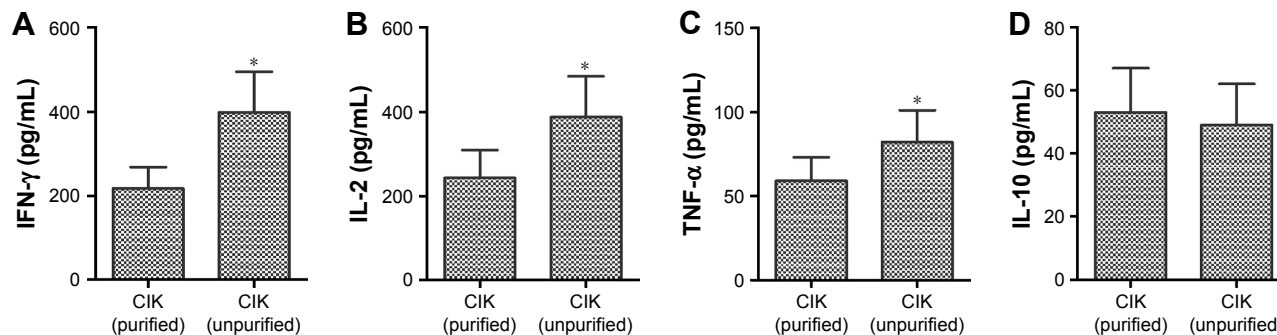 A
IFN-γ (pg/mL)
600
400
200
0
*
CIK
(purified)
CIK
(unpurified)
B
IL-2 (pg/mL)
600
400
200
0
*
CIK
(purified)
CIK
(unpurified)
C
TNF-α (pg/mL)
150
100
50
0
*
CIK
(purified)
CIK
(unpurified)
D
IL-10 (pg/mL)
80
60
40
20
0
CIK
(purified)
CIK
(unpurified)